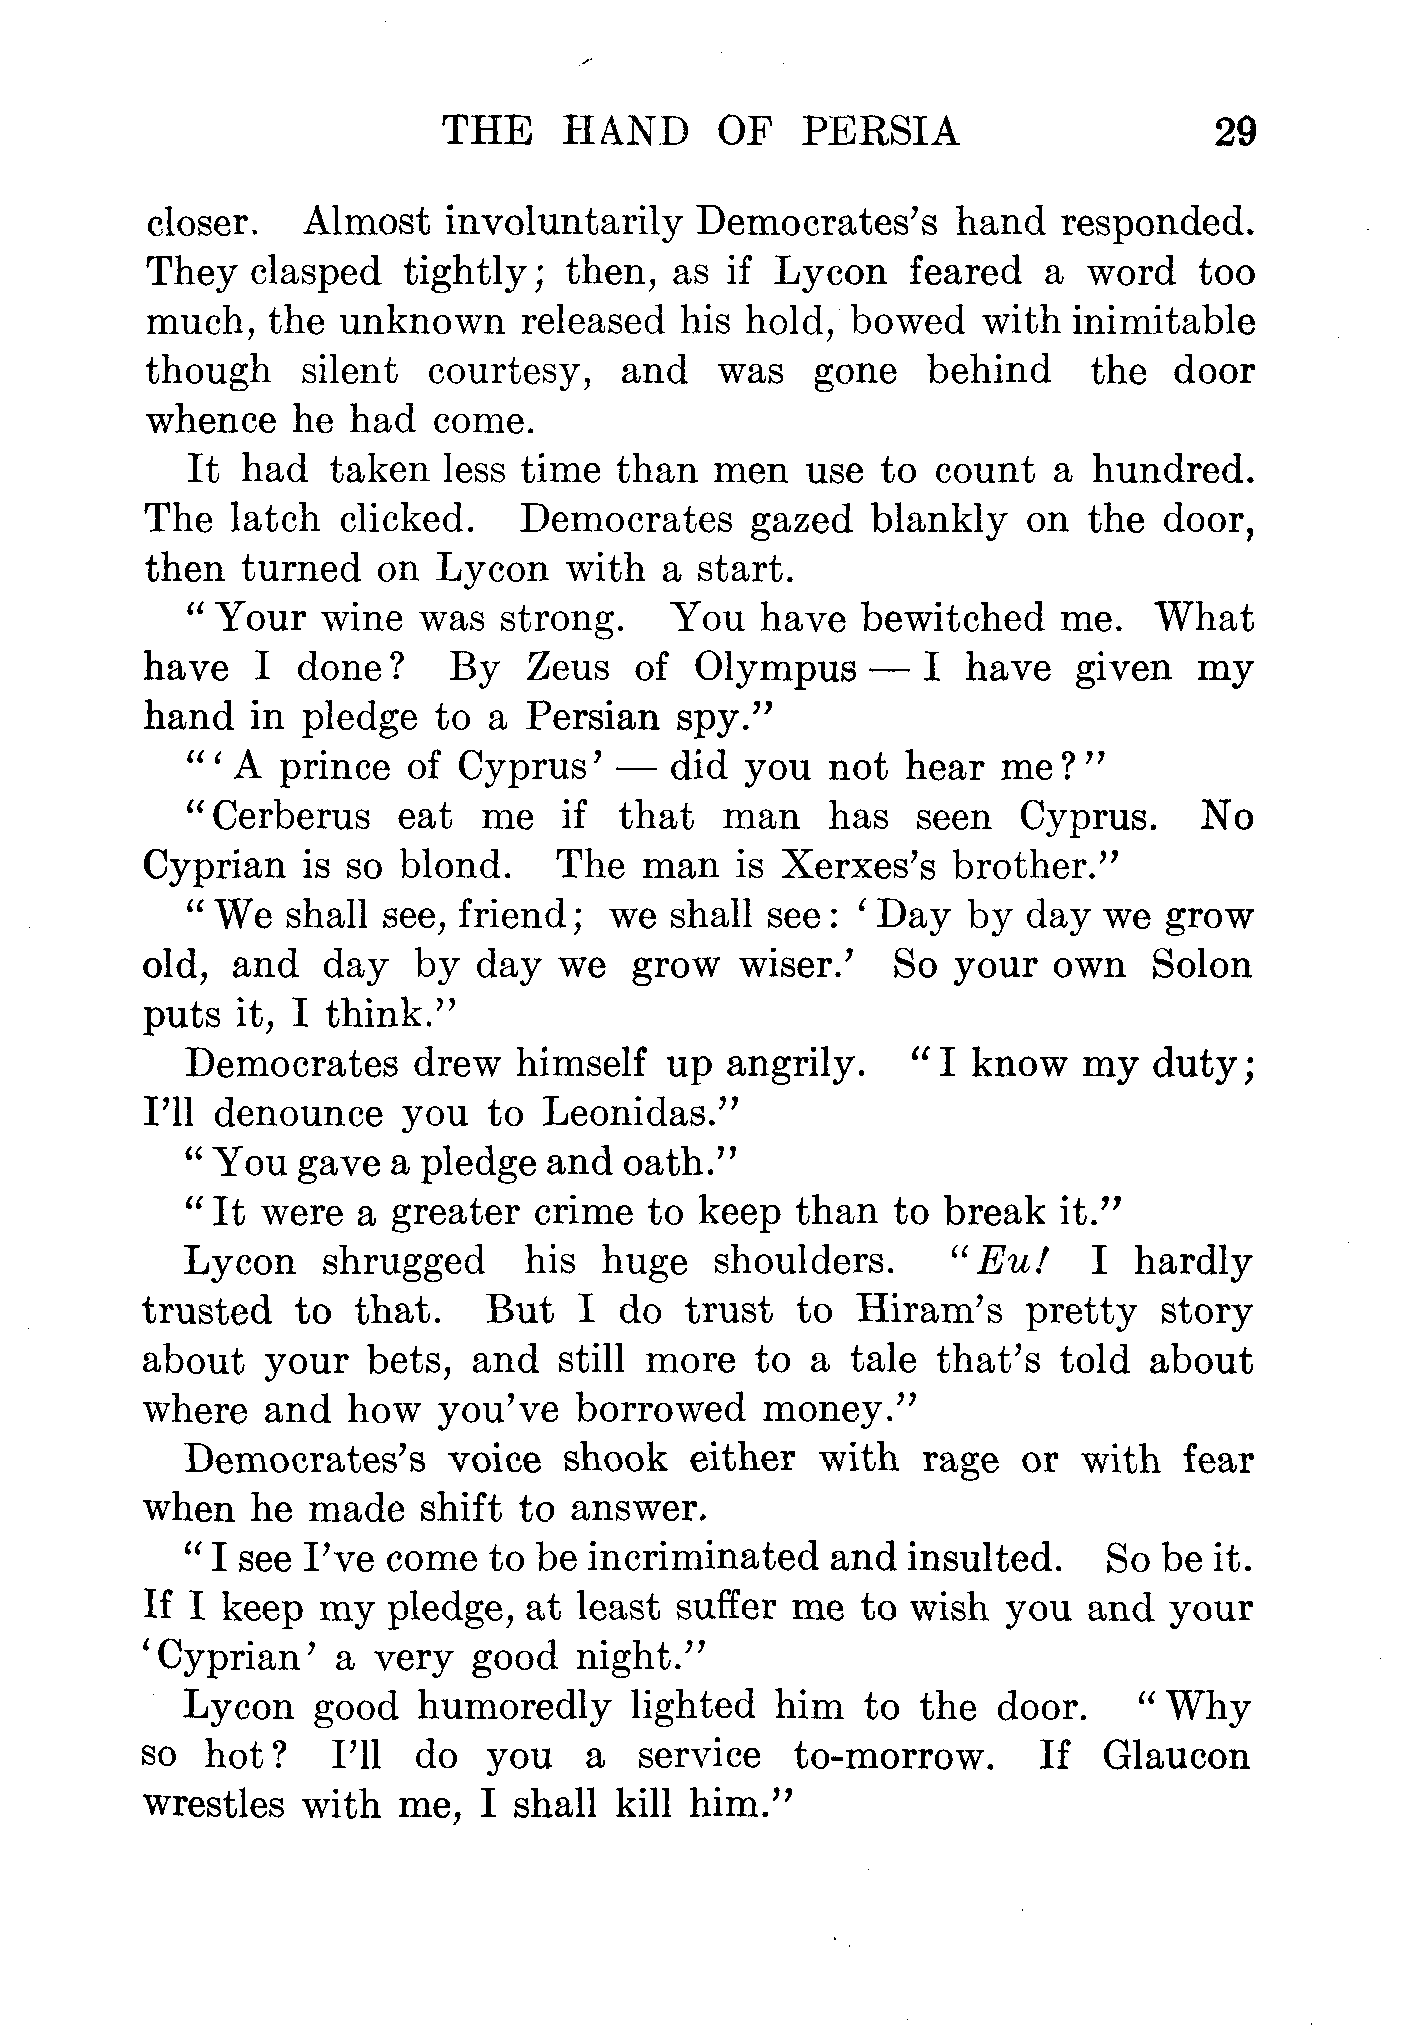 THE HAND OF PERSIA 29
closer. Almost involuntarily Democrates's hand responded.
They clasped tightly; then, as if Lycon feared a word too
much, the unknown released his hold, bowed with inimitable
though silent courtesy, and was gone behind the door
whence he had come.
It had taken less time than men use to count a hundred.
The latch clicked. Democrates gazed blankly on the door,
then turned on Lycon with a start.
“Your wine was strong. You have bewitched me. What
have I done? By Zeus of Olympus — I have given my
hand in pledge to a Persian spy.”
“‘A prince of Cyprus’ — did you not hear me?”
“Cerberus eat me if that man has seen Cyprus. No
Cyprian is so blond. The man is Xerxes's brother.”
“We shall see, friend; we shall see: ‘Day by day we grow
old, and day by day we grow wiser.’ So your own Solon
puts it, I think.”
Democrates drew himself up angrily. “I know my duty;
I'll denounce you to Leonidas.”
“You gave a pledge and oath.”
“It were a greater crime to keep than to break it.”
Lycon shrugged his huge shoulders. “Eu! I hardly
trusted to that. But I do trust to Hiram's pretty story
about your bets, and still more to a tale that's told about
where and how you've borrowed money.”
Democrates's voice shook either with rage or with fear
when he made shift to answer.
“I see I've come to be incriminated and insulted. So be it.
If I keep my pledge, at least suffer me to wish you and your
‘Cyprian’ a very good night.”
Lycon good humoredly lighted him to the door. “Why
so hot? I'll do you a service to-morrow. If Glaucon
wrestles with me, I shall kill him.”